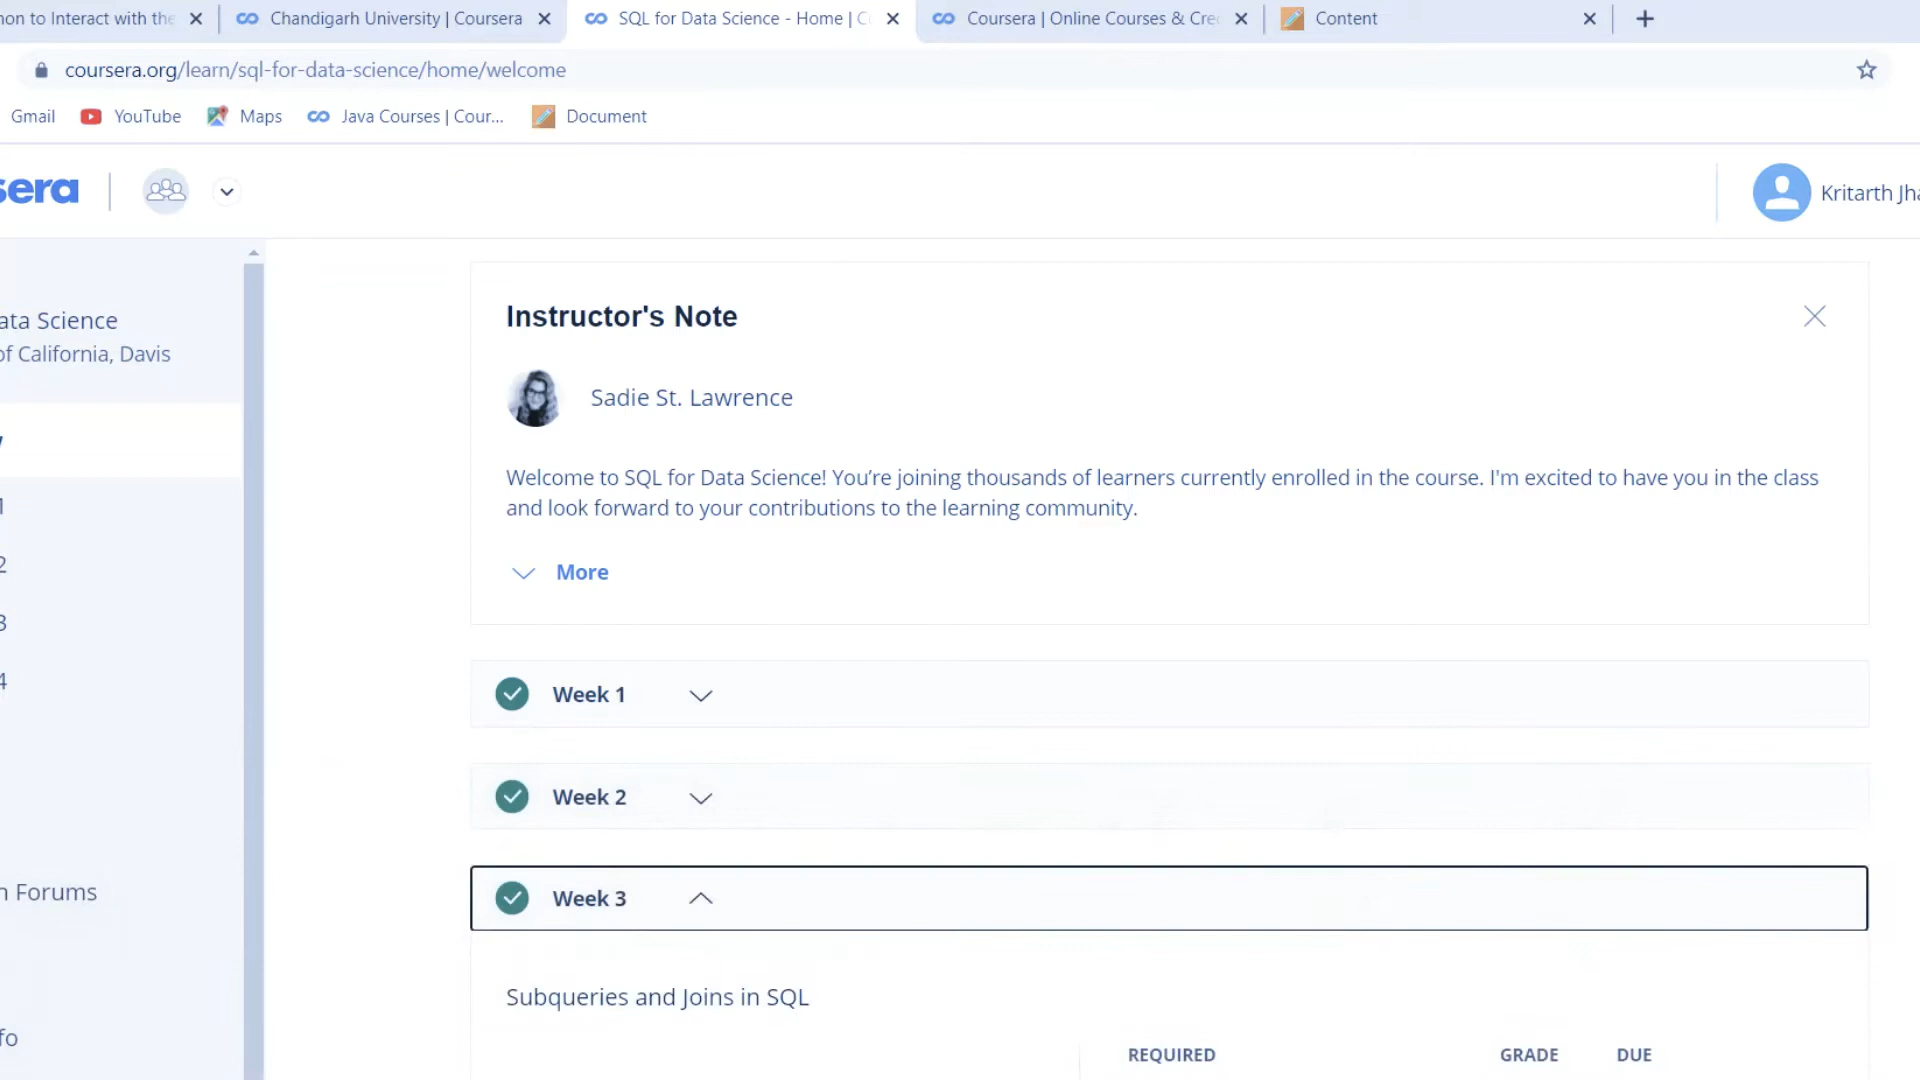 on to Interact with the
Chandigarh University | Coursera
SQL for Data Science - Home | C
Coursera | Online Courses & Cre
Content
coursera.org/learn/sql-for-data-science/home/welcome
Gmail
YouTube
Maps
Java Courses | Cour...
Document
sera
Kritarth Jha
ata Science
of California, Davis
1
2
3
4
n Forums
fo
Instructor's Note
Sadie St. Lawrence
Welcome to SQL for Data Science! You’re joining thousands of learners currently enrolled in the course. I'm excited to have you in the class
and look forward to your contributions to the learning community.
More
Week 1
Week 2
Week 3
Subqueries and Joins in SQL
REQUIRED GRADE DUE